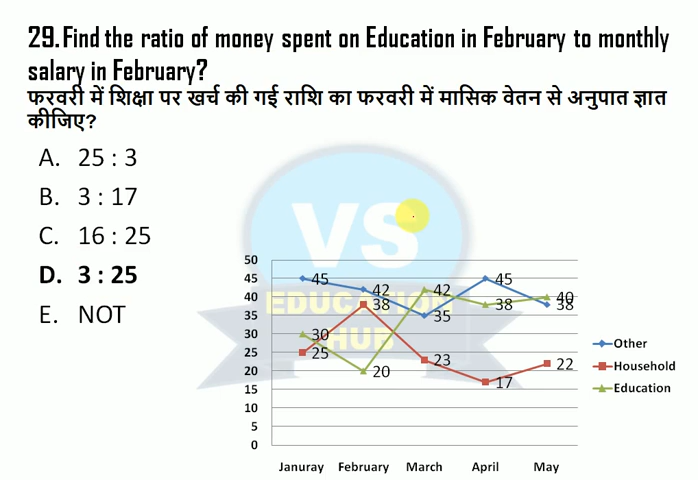 29. Find the ratio of money spent on Education in February to monthly
salary in February?
फरवरी में शिक्षा पर खर्च की गई राशि का फरवरी में मासिक वेतन से अनुपात ज्ञात
कीजिए?
A. 25 : 3
B. 3 : 17
C. 16 : 25
D. 3 : 25
E. NOT
VS
EDUCATION
HUB
50
45
40
35
30
25
20
15
10
5
0
45 42 35 45 38
25 38 23 17 22
30 20 42 38 40
Januray February March April May
Other
Household
Education